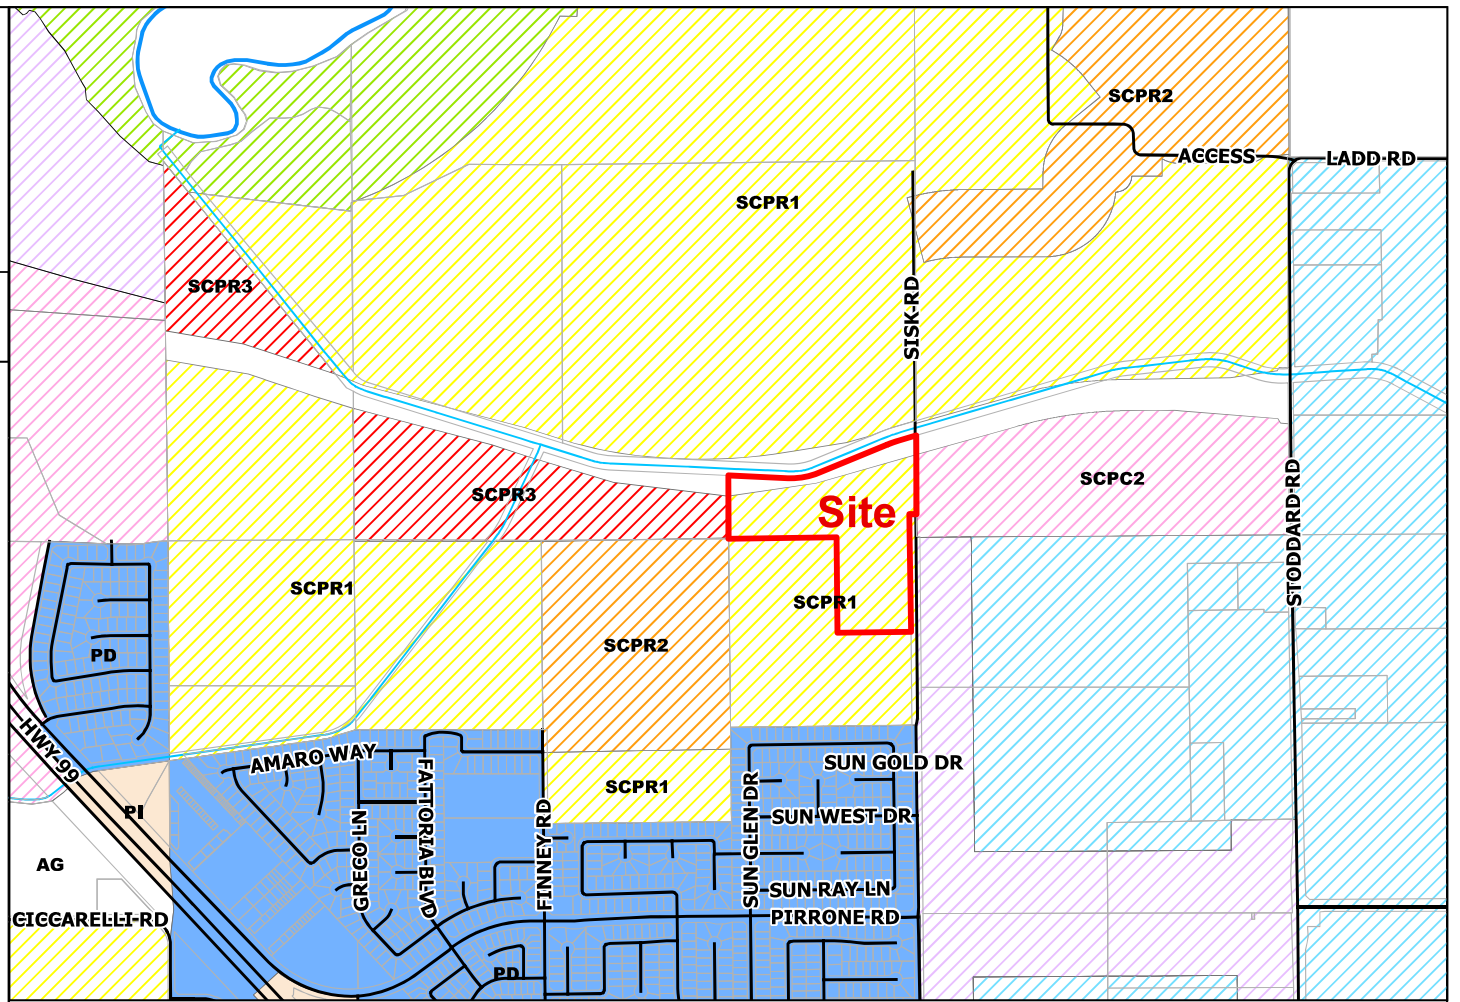 SCPR2
ACCESS
LADD RD
SCPR1
SCPR3
SISK RD
SCPC2
SCPR3
Site
STODDARD RD
SCPR1
SCPR1
SCPR2
PD
HWY 99
AMARO WAY
SUN GOLD DR
FATTORIA BLVD
SCPR1
SUN GLEN DR
PI
SUN WEST DR
GRECO LN
FINNEY RD
AG
SUN RAY LN
CICCARELLI RD
PIRRONE RD
PD